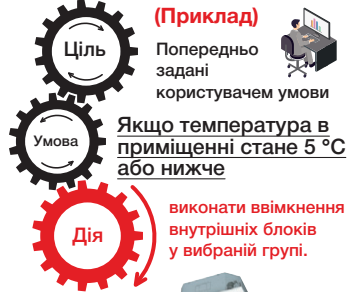 (Приклад)
Ціль
Попередньо
задані
користувачем умови
Умова
Якщо температура в
приміщенні стане 5 °C
або нижче
Дія
виконати ввімкнення
внутрішніх блоків
у вибраній групі.